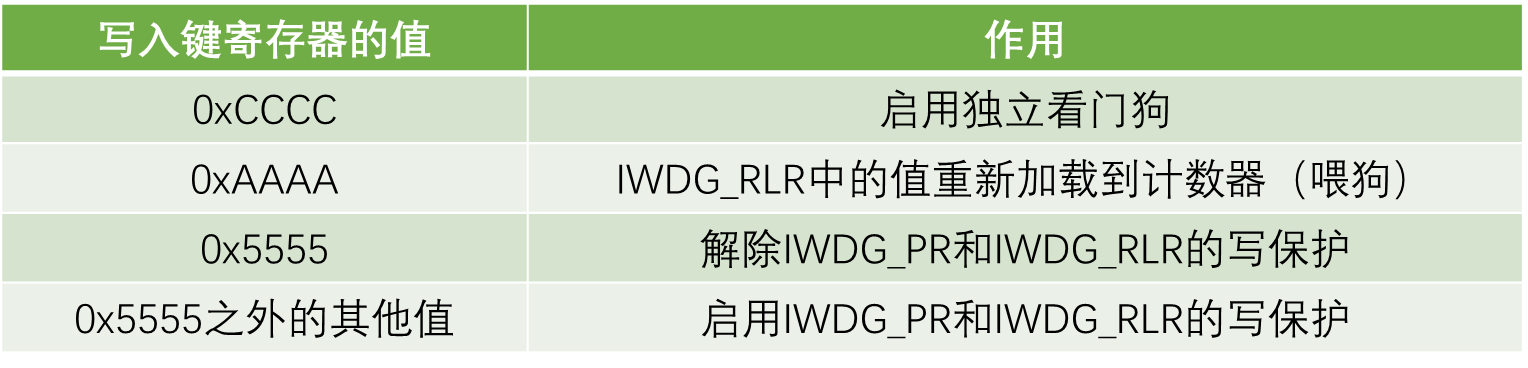 写入键寄存器的值 作用
0xCCCC 启用独立看门狗
0xAAAA IWDG_RLR中的值重新加载到计数器（喂狗）
0x5555 解除IWDG_PR和IWDG_RLR的写保护
0x5555之外的其他值 启用IWDG_PR和IWDG_RLR的写保护